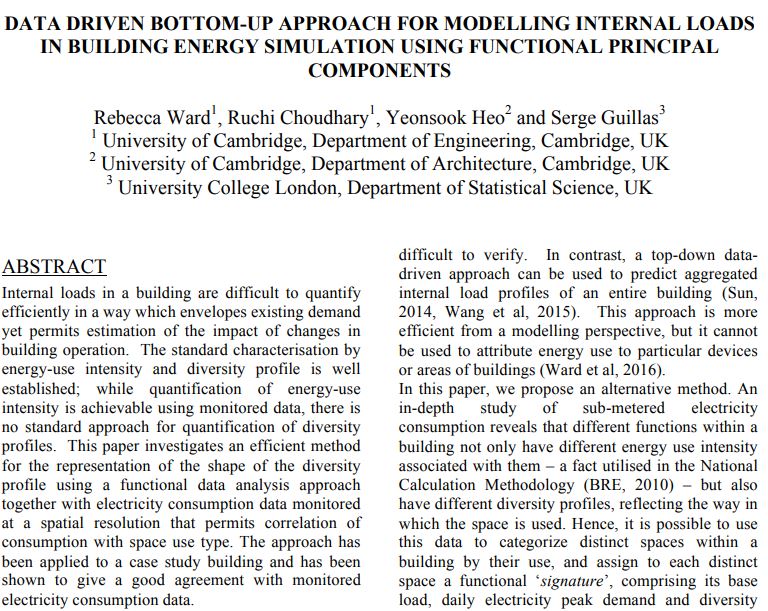 DATA DRIVEN BOTTOM-UP APPROACH FOR MODELLING INTERNAL LOADS
IN BUILDING ENERGY SIMULATION USING FUNCTIONAL PRINCIPAL
COMPONENTS
Rebecca Ward1, Ruchi Choudhary1, Yeonsook Heo2 and Serge Guillas3
1 University of Cambridge, Department of Engineering, Cambridge, UK
2 University of Cambridge, Department of Architecture, Cambridge, UK
3 University College London, Department of Statistical Science, UK
ABSTRACT
Internal loads in a building are difficult to quantify
efficiently in a way which envelopes existing demand
yet permits estimation of the impact of changes in
building operation. The standard characterisation by
energy-use intensity and diversity profile is well
established; while quantification of energy-use
intensity is achievable using monitored data, there is
no standard approach for quantification of diversity
profiles. This paper investigates an efficient method
for the representation of the shape of the diversity
profile using a functional data analysis approach
together with electricity consumption data monitored
at a spatial resolution that permits correlation of
consumption with space use type. The approach has
been applied to a case study building and has been
shown to give a good agreement with monitored
electricity consumption data.
difficult to verify. In contrast, a top-down data-
driven approach can be used to predict aggregated
internal load profiles of an entire building (Sun,
2014, Wang et al, 2015). This approach is more
efficient from a modelling perspective, but it cannot
be used to attribute energy use to particular devices
or areas of buildings (Ward et al, 2016).
In this paper, we propose an alternative method. An
in-depth study of sub-metered electricity
consumption reveals that different functions within a
building not only have different energy use intensity
associated with them – a fact utilised in the National
Calculation Methodology (BRE, 2010) – but also
have different diversity profiles, reflecting the way in
which the space is used. Hence, it is possible to use
this data to categorize distinct spaces within a
building by their use, and assign to each distinct
space a functional ‘signature’, comprising its base
load, daily electricity peak demand and diversity